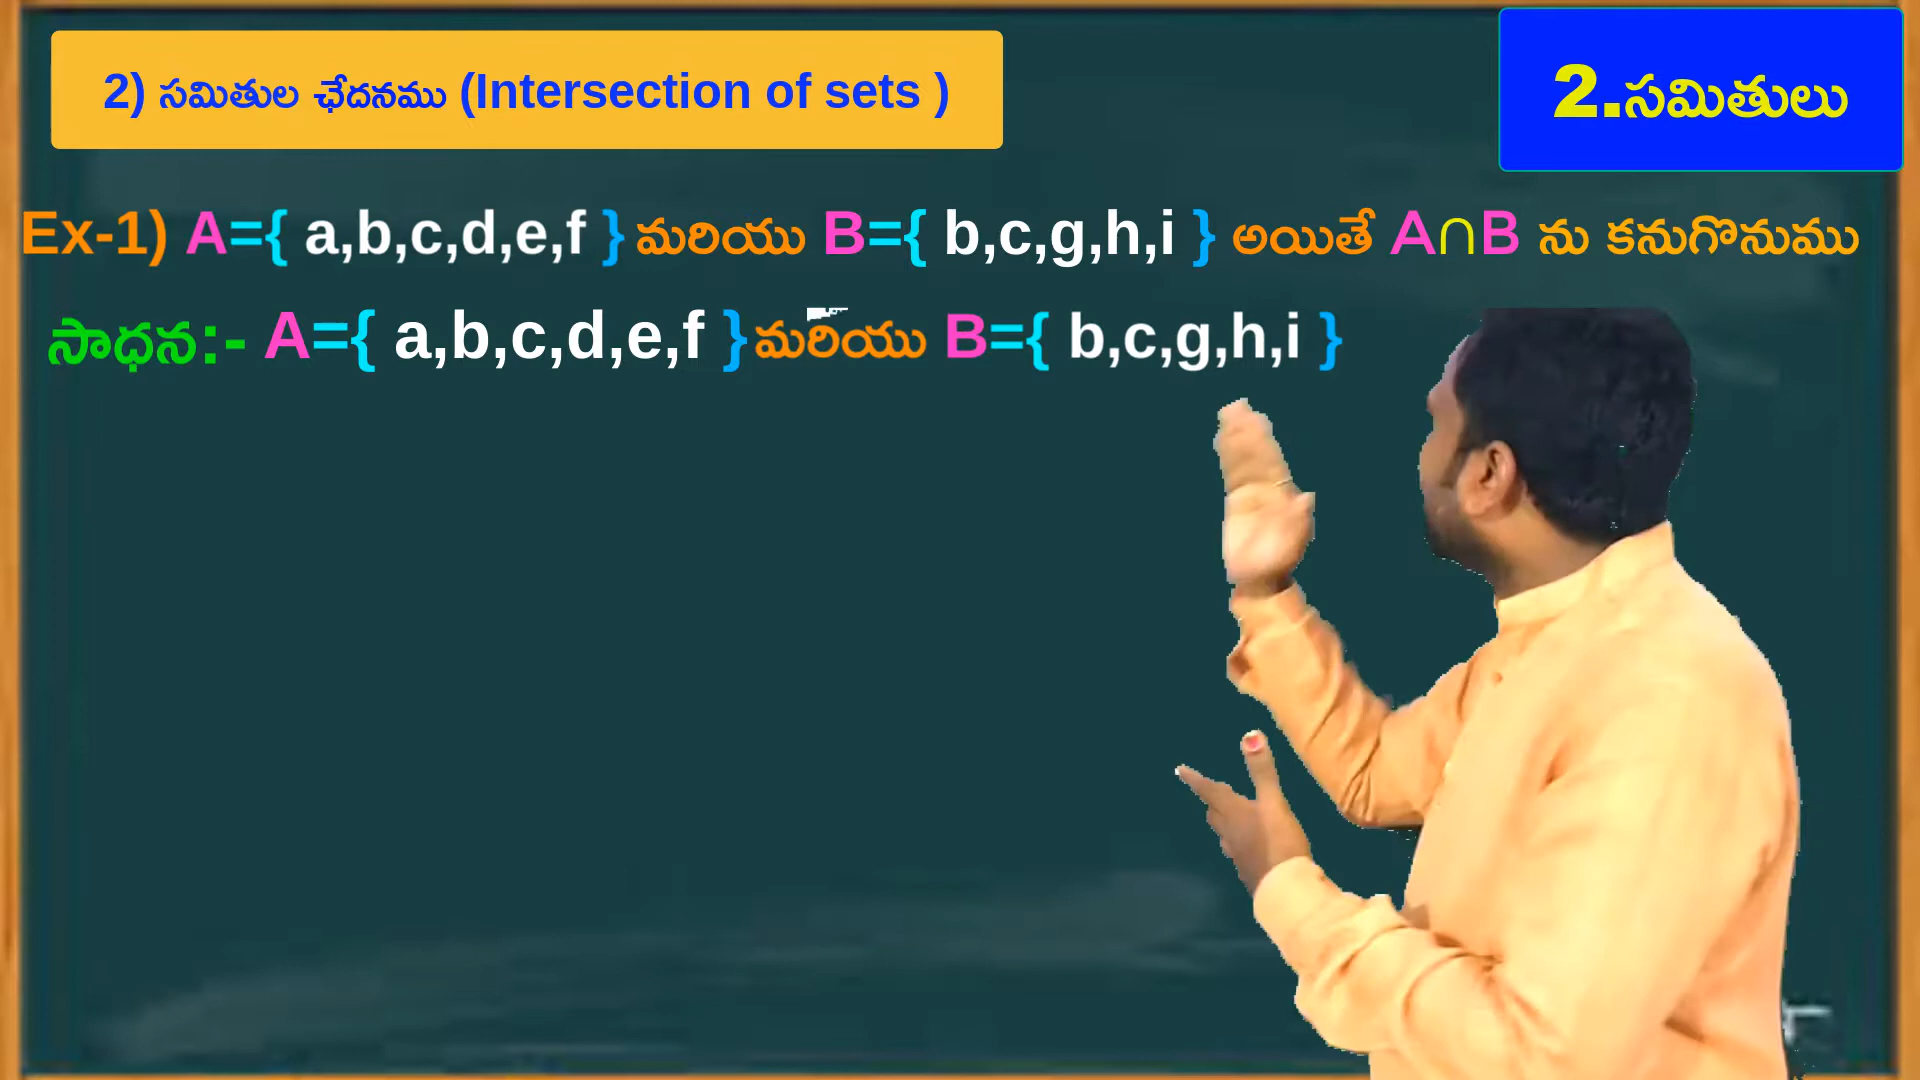 2) సమితుల ఛేదనము (Intersection of sets )
2.సమితులు
Ex-1) A={ a,b,c,d,e,f } మరియు B={ b,c,g,h,i } అయితే A∩B ను కనుగొనుము
సాధన:- A={ a,b,c,d,e,f } మరియు B={ b,c,g,h,i }